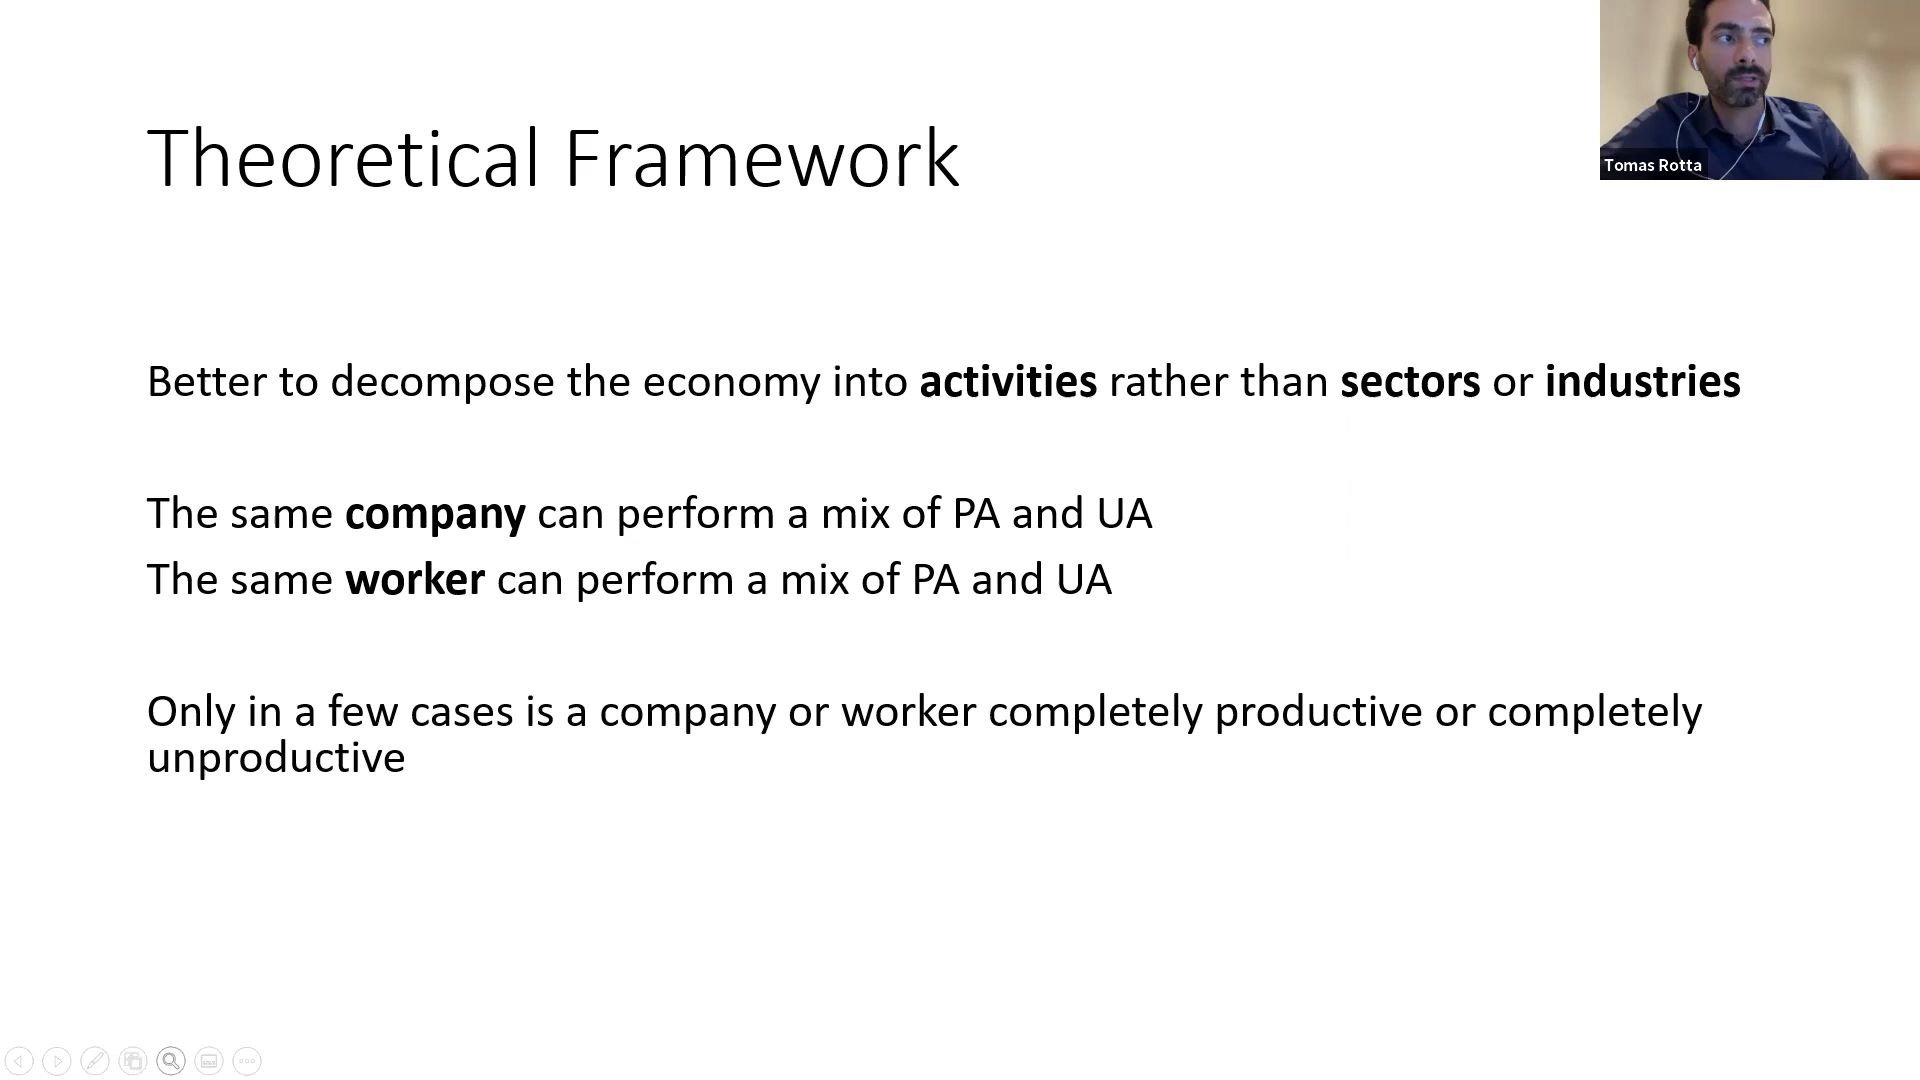 Theoretical Framework
Tomas Rotta
Better to decompose the economy into activities rather than sectors or industries
The same company can perform a mix of PA and UA
The same worker can perform a mix of PA and UA
Only in a few cases is a company or worker completely productive or completely
unproductive